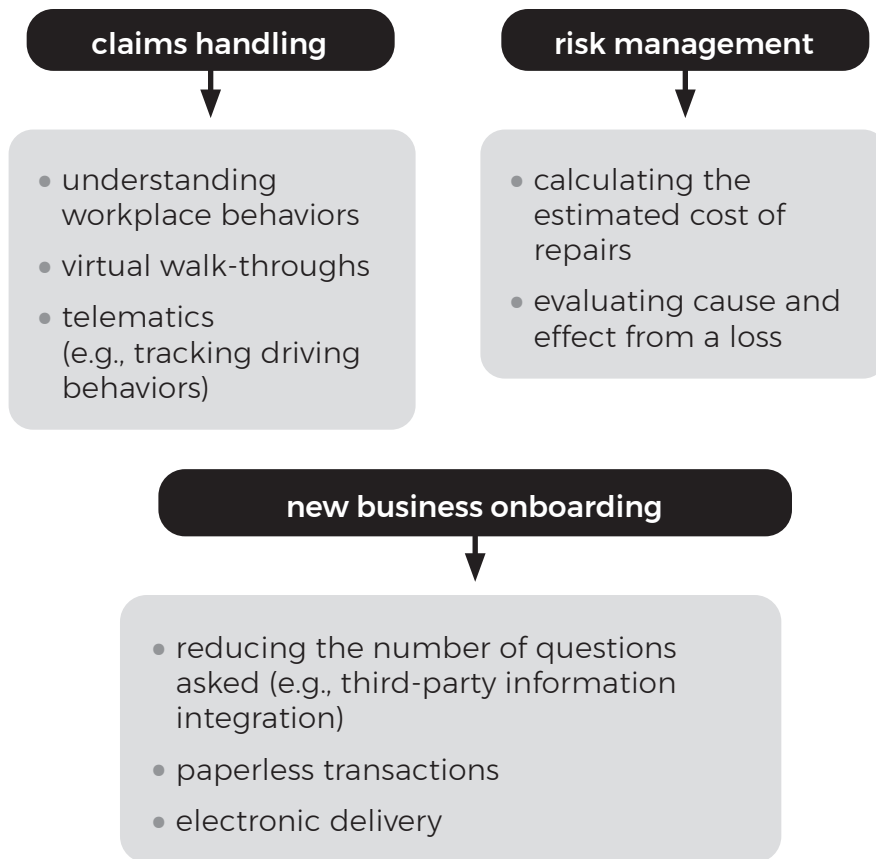 claims handling
• understanding
workplace behaviors
• virtual walk-throughs
• telematics
(e.g., tracking driving
behaviors)
risk management
• calculating the
estimated cost of
repairs
• evaluating cause and
effect from a loss
new business onboarding
• reducing the number of questions
asked (e.g., third-party information
integration)
• paperless transactions
• electronic delivery